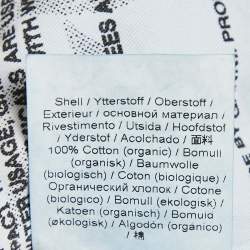 Shell / Ytterstoff / Oberstoff /
Exterieur / основной материал /
Rivestimento / Utsida / Hoofdstof
/ Yderstof / Acolchado / 面料
100% Cotton (organic) / Bomull
(organisk) / Baumwolle
(biologisch) / Coton (biologique) /
Органический хлопок / Cotone
(biologico) / Bomull (ekologisk) /
Katoen (organisch) / Bomuld
(økologisk) / Algodón (organico)
/ 棉